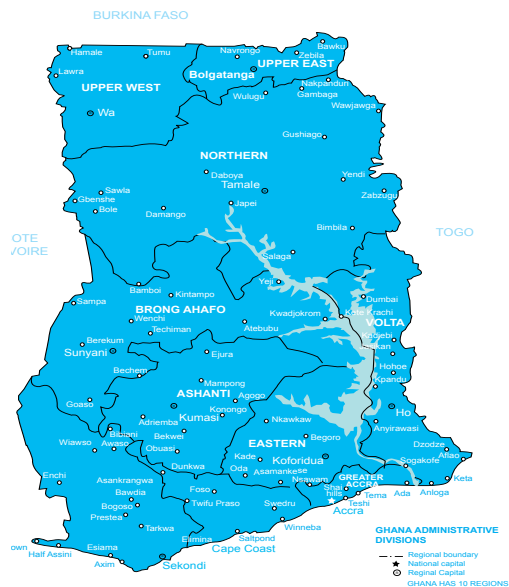 BURKINA FASO
Bawku
Hamale
Tumu
Navrongo
Zebila
UPPER EAST
Lawra
Bolgatanga
Nakpanduri
UPPER WEST
Wulugu
Gambaga
Wa
Wawjawga
Gushiago
NORTHERN
Daboya
Yendi
Tamale
Sawla
Zabzugu
Gbenshe
Japei
Bole
Damango
Bimbila
OTE
VOIRE
TOGO
Salaga
Yeji
Bamboi
Kintampo
Dumbai
Sampa
BRONG AHAFO
Kwadjokrom
Kete Krachi
Wenchi
VOLTA
Techiman
Atebubu
Berekum
Sunyani
Ejura
Hohoe
Bechem
Mampong
Kpandu
ASHANTI
Agogo
Goaso
Konongo
Ho
Adriemba
Kumasi
Nkawkaw
Anyirawasi
Bibiani
Bekwei
Begoro
Wiawso
Awaso
EASTERN
Dzodze
Obuasi
Kade
Koforidua
Aflao
Sogakofe
Dunkwa
Oda
Asamankese
Enchi
Asankrangwa
Nsawam
GREATER
ACCRA
Keta
Foso
Shai
hills
Tema
Ada
Anloga
Bawdia
Twifu Praso
Swedru
Teshi
Bogoso
Accra
Prestea
Tarkwa
Winneba
Elimina
Saltpond
own
Half Assini
Esiama
Cape Coast
Axim
Sekondi
GHANA ADMINISTRATIVE
DIVISIONS
Regional boundary
National capital
Regional Capital
GHANA HAS 10 REGIONS